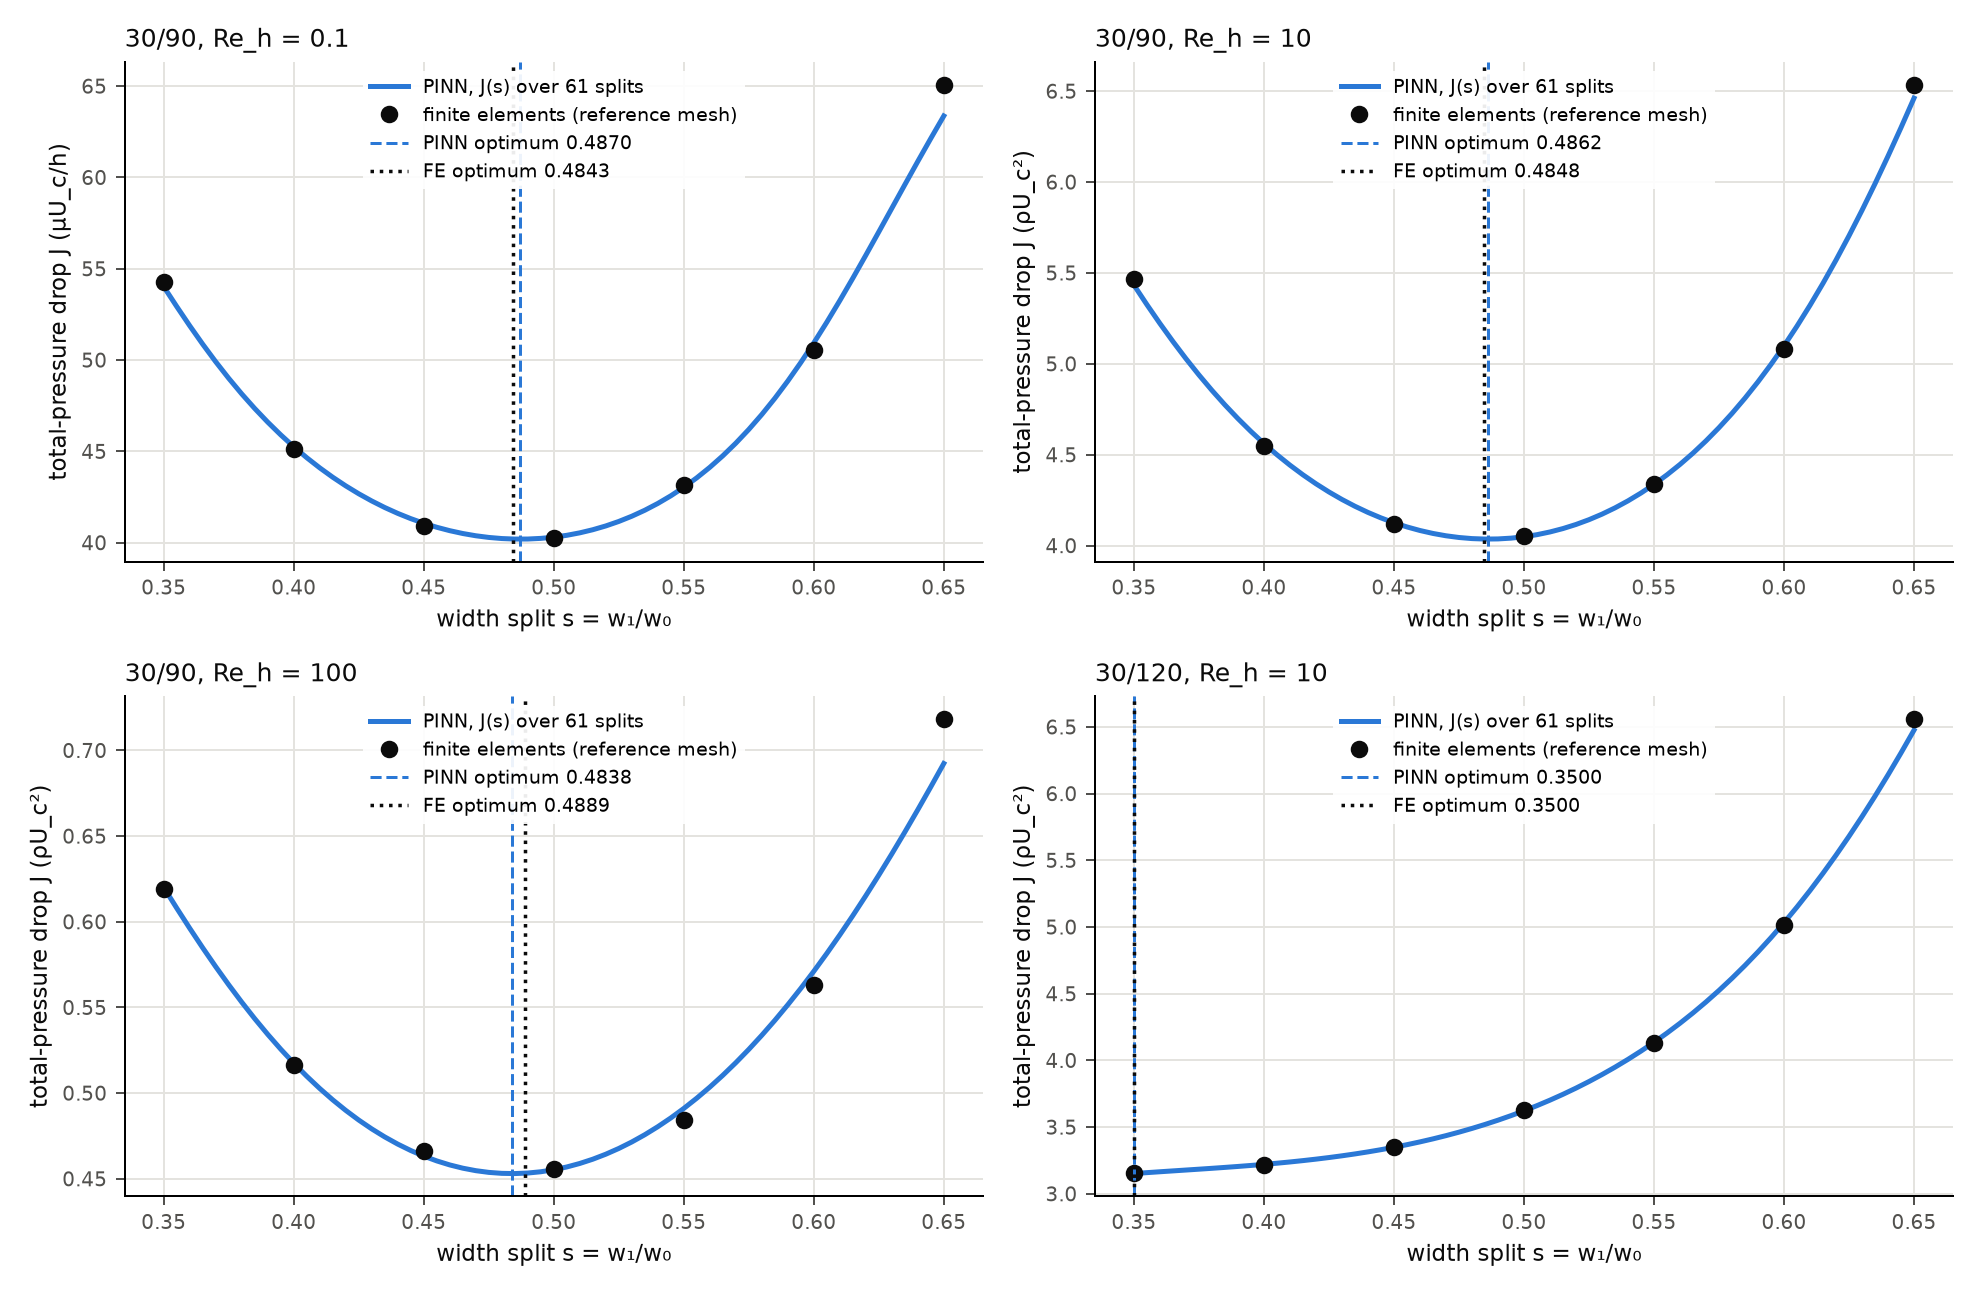 30/90, Re_h = 0.1
total-pressure drop J (μU_c/h)
65
60
55
50
45
40
PINN, J(s) over 61 splits
finite elements (reference mesh)
PINN optimum 0.4870
FE optimum 0.4843
0.35 0.40 0.45 0.50 0.55 0.60 0.65
width split s = w₁/w₀
30/90, Re_h = 10
total-pressure drop J (ρU_c²)
6.5
6.0
5.5
5.0
4.5
4.0
PINN, J(s) over 61 splits
finite elements (reference mesh)
PINN optimum 0.4862
FE optimum 0.4848
0.35 0.40 0.45 0.50 0.55 0.60 0.65
width split s = w₁/w₀
30/90, Re_h = 100
total-pressure drop J (ρU_c²)
0.70
0.65
0.60
0.55
0.50
0.45
PINN, J(s) over 61 splits
finite elements (reference mesh)
PINN optimum 0.4838
FE optimum 0.4889
0.35 0.40 0.45 0.50 0.55 0.60 0.65
width split s = w₁/w₀
30/120, Re_h = 10
total-pressure drop J (ρU_c²)
6.5
6.0
5.5
5.0
4.5
4.0
3.5
3.0
PINN, J(s) over 61 splits
finite elements (reference mesh)
PINN optimum 0.3500
FE optimum 0.3500
0.35 0.40 0.45 0.50 0.55 0.60 0.65
width split s = w₁/w₀